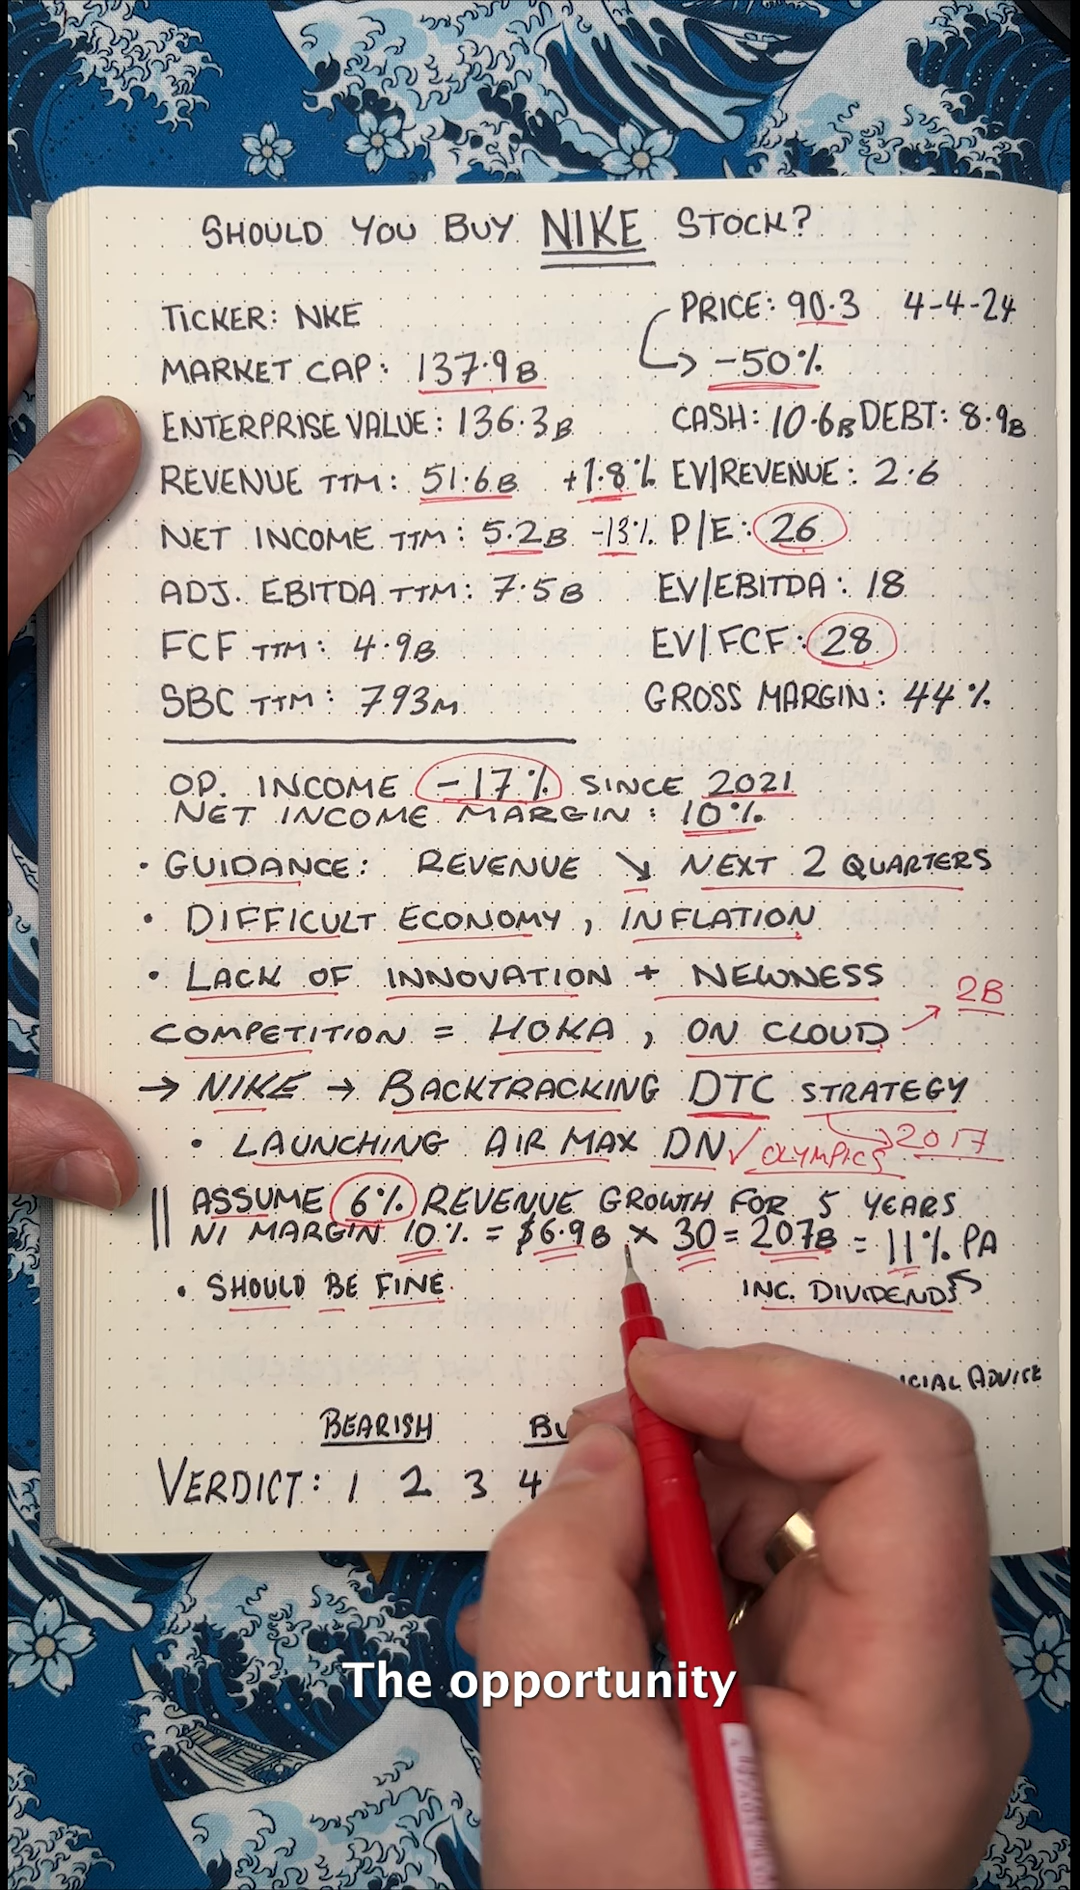 SHOULD YOU BUY NIKE STOCK?
TICKER: NKE PRICE: 90.3 4-4-24
MARKET CAP: 137.9B → -50%
ENTERPRISE VALUE: 136.3B CASH: 10.6B DEBT: 8.9B
REVENUE TTM: 51.6B +1.8% EV/REVENUE: 2.6
NET INCOME TTM: 5.2B -13% P/E: 26
ADJ. EBITDA TTM: 7.5B EV/EBITDA: 18
FCF TTM: 4.9B EV/FCF: 28
SBC TTM: 793M GROSS MARGIN: 44%
OP. INCOME -17% SINCE 2021
NET INCOME MARGIN: 10%
• GUIDANCE: REVENUE ↘ NEXT 2 QUARTERS
• DIFFICULT ECONOMY, INFLATION
• LACK OF INNOVATION + NEWNESS
2B
COMPETITION = HOKA, ON CLOUD
→ NIKE → BACKTRACKING DTC STRATEGY
• LAUNCHING AIR MAX DN ✓ OLYMPICS 2017
ASSUME 6% REVENUE GROWTH FOR 5 YEARS
NI MARGIN 10% = $6.9B × 30 = 207B = 11% PA
• SHOULD BE FINE INC. DIVIDENDS
ADVICE
BEARISH
VERDICT: 1 2 3 4
The opportunity